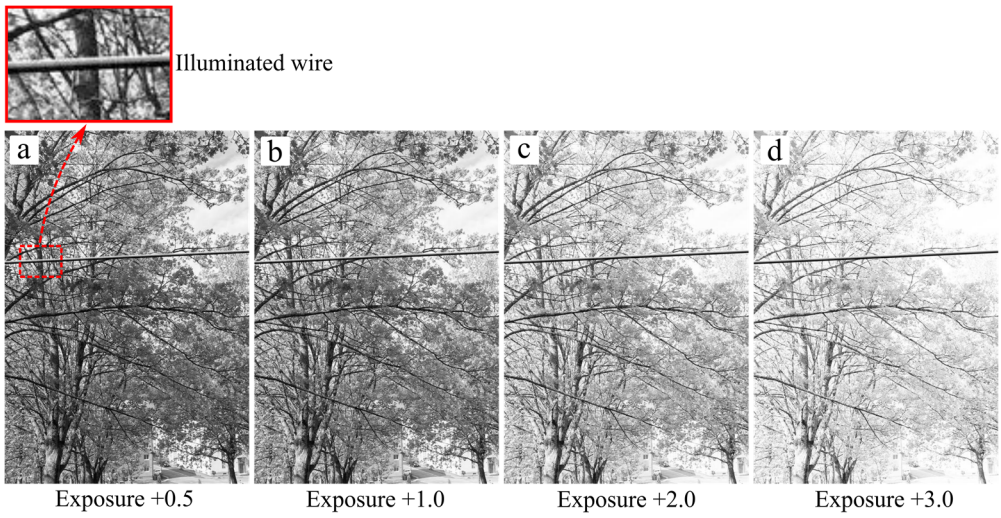 Illuminated wire
a
b
c
d
Exposure +0.5
Exposure +1.0
Exposure +2.0
Exposure +3.0